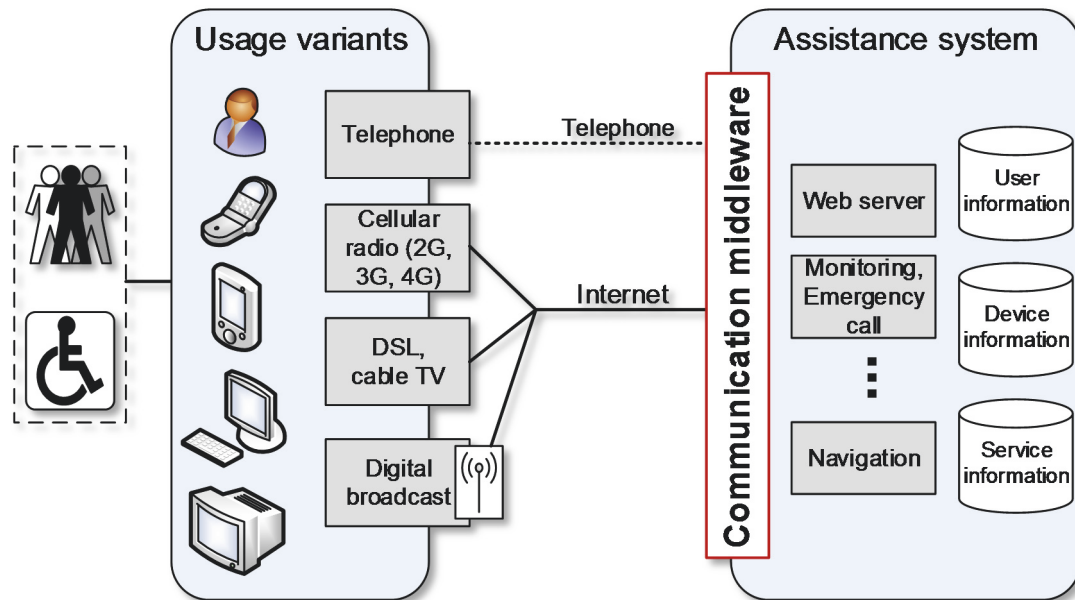 Usage variants
Telephone
Cellular
radio (2G,
3G, 4G)
DSL,
cable TV
Digital
broadcast
Telephone
Internet
Communication middleware
Assistance system
Web server
Monitoring,
Emergency
call
Navigation
User
information
Device
information
Service
information